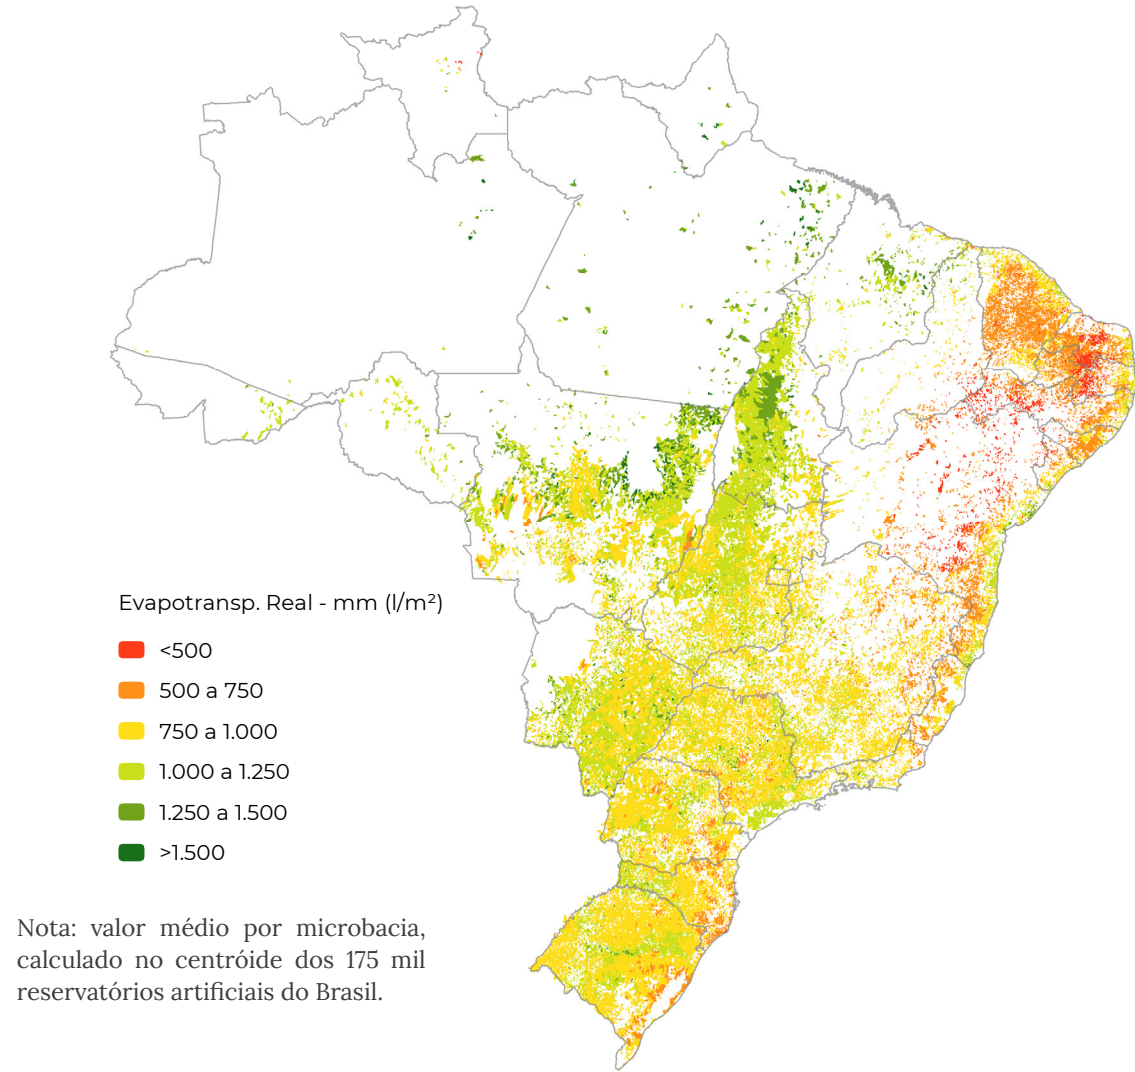 Evapotransp. Real - mm (l/m²)
<500
500 a 750
750 a 1.000
1.000 a 1.250
1.250 a 1.500
>1.500
Nota: valor médio por microbacia,
calculado no centróide dos 175 mil
reservatórios artificiais do Brasil.